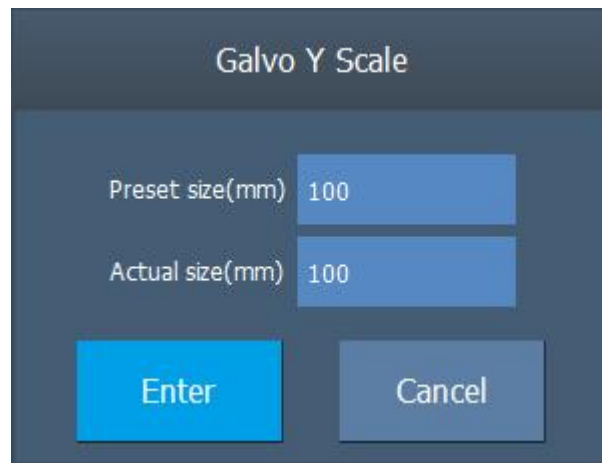 Galvo Y Scale
Preset size(mm) 100
Actual size(mm) 100
Enter Cancel